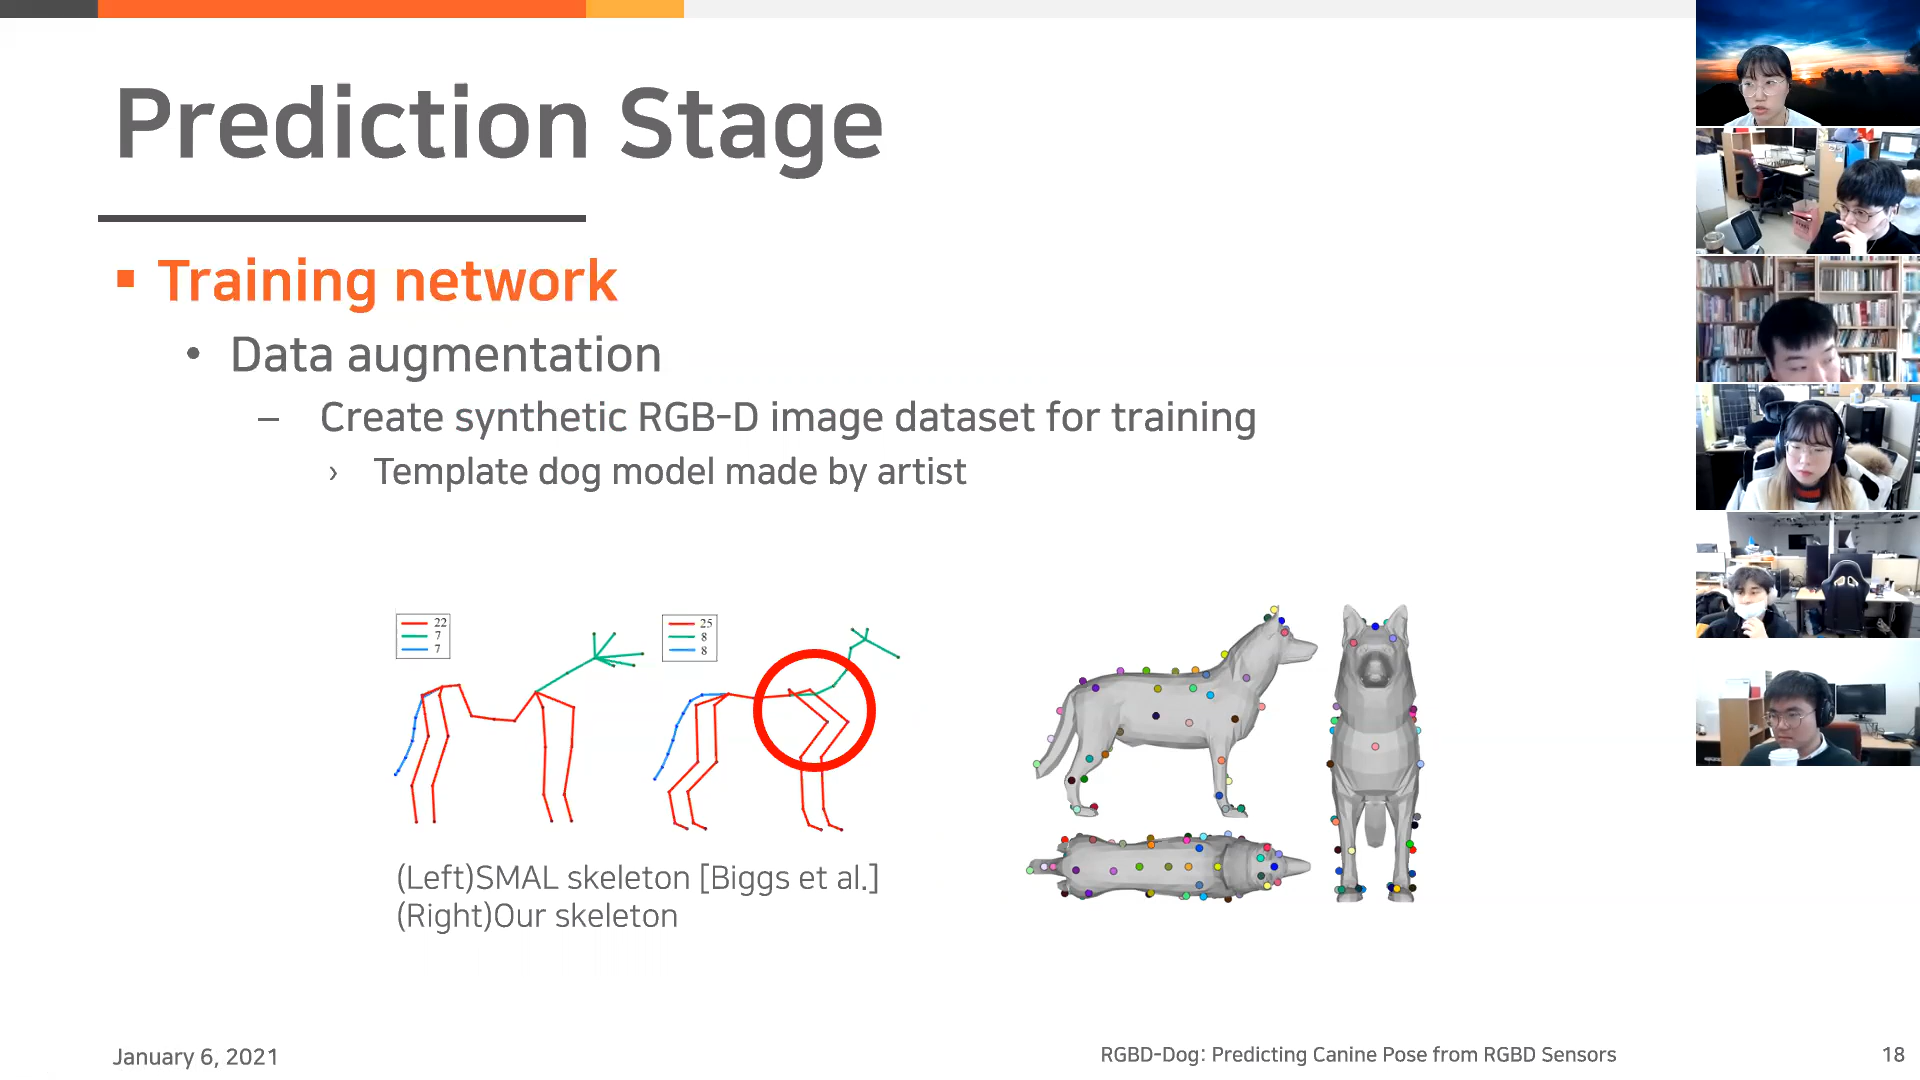 Prediction Stage
▪ Training network
• Data augmentation
– Create synthetic RGB-D image dataset for training
› Template dog model made by artist
22
7
7
25
8
8
(Left)SMAL skeleton [Biggs et al.]
(Right)Our skeleton
January 6, 2021
RGBD-Dog: Predicting Canine Pose from RGBD Sensors
18